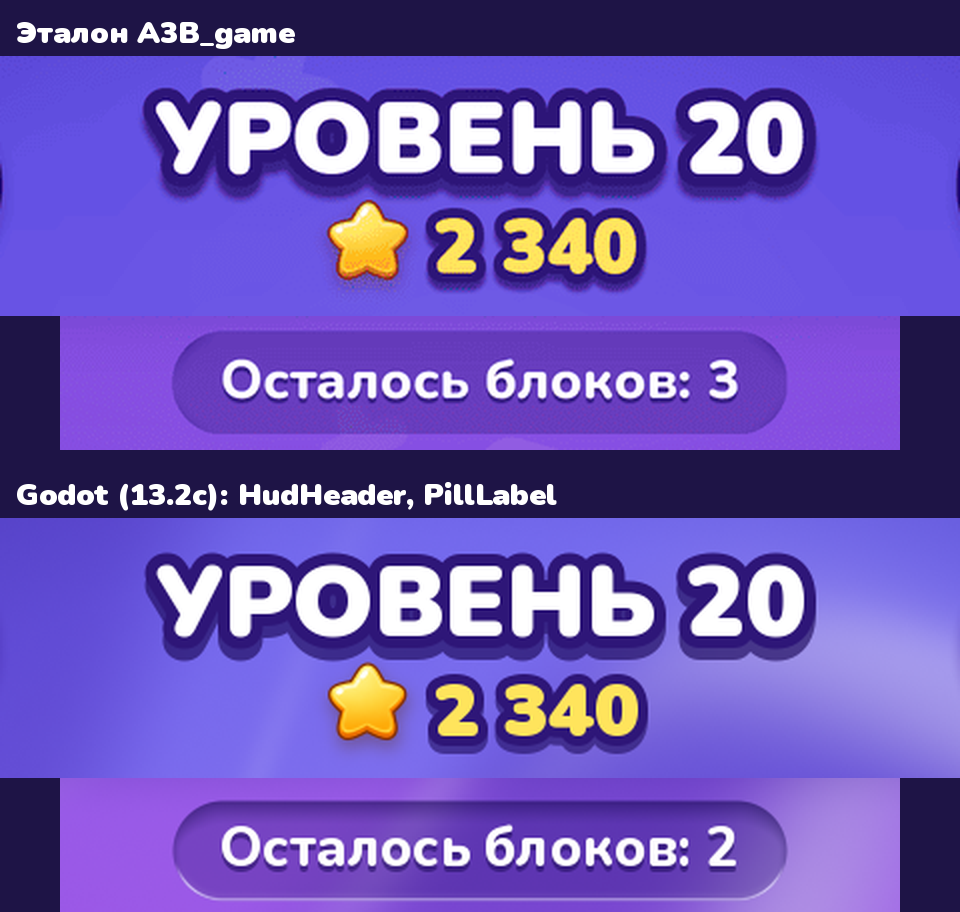 Эталон A3B_game
УРОВЕНЬ 20
2 340
Осталось блоков: 3
Godot (13.2c): HudHeader, PillLabel
УРОВЕНЬ 20
2 340
Осталось блоков: 2